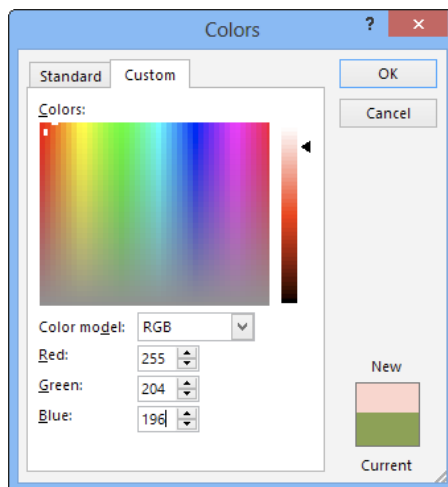 Colors ?
Standard Custom
OK
Cancel
Colors:
Color model: RGB
Red: 255
Green: 204
Blue: 196
New
Current